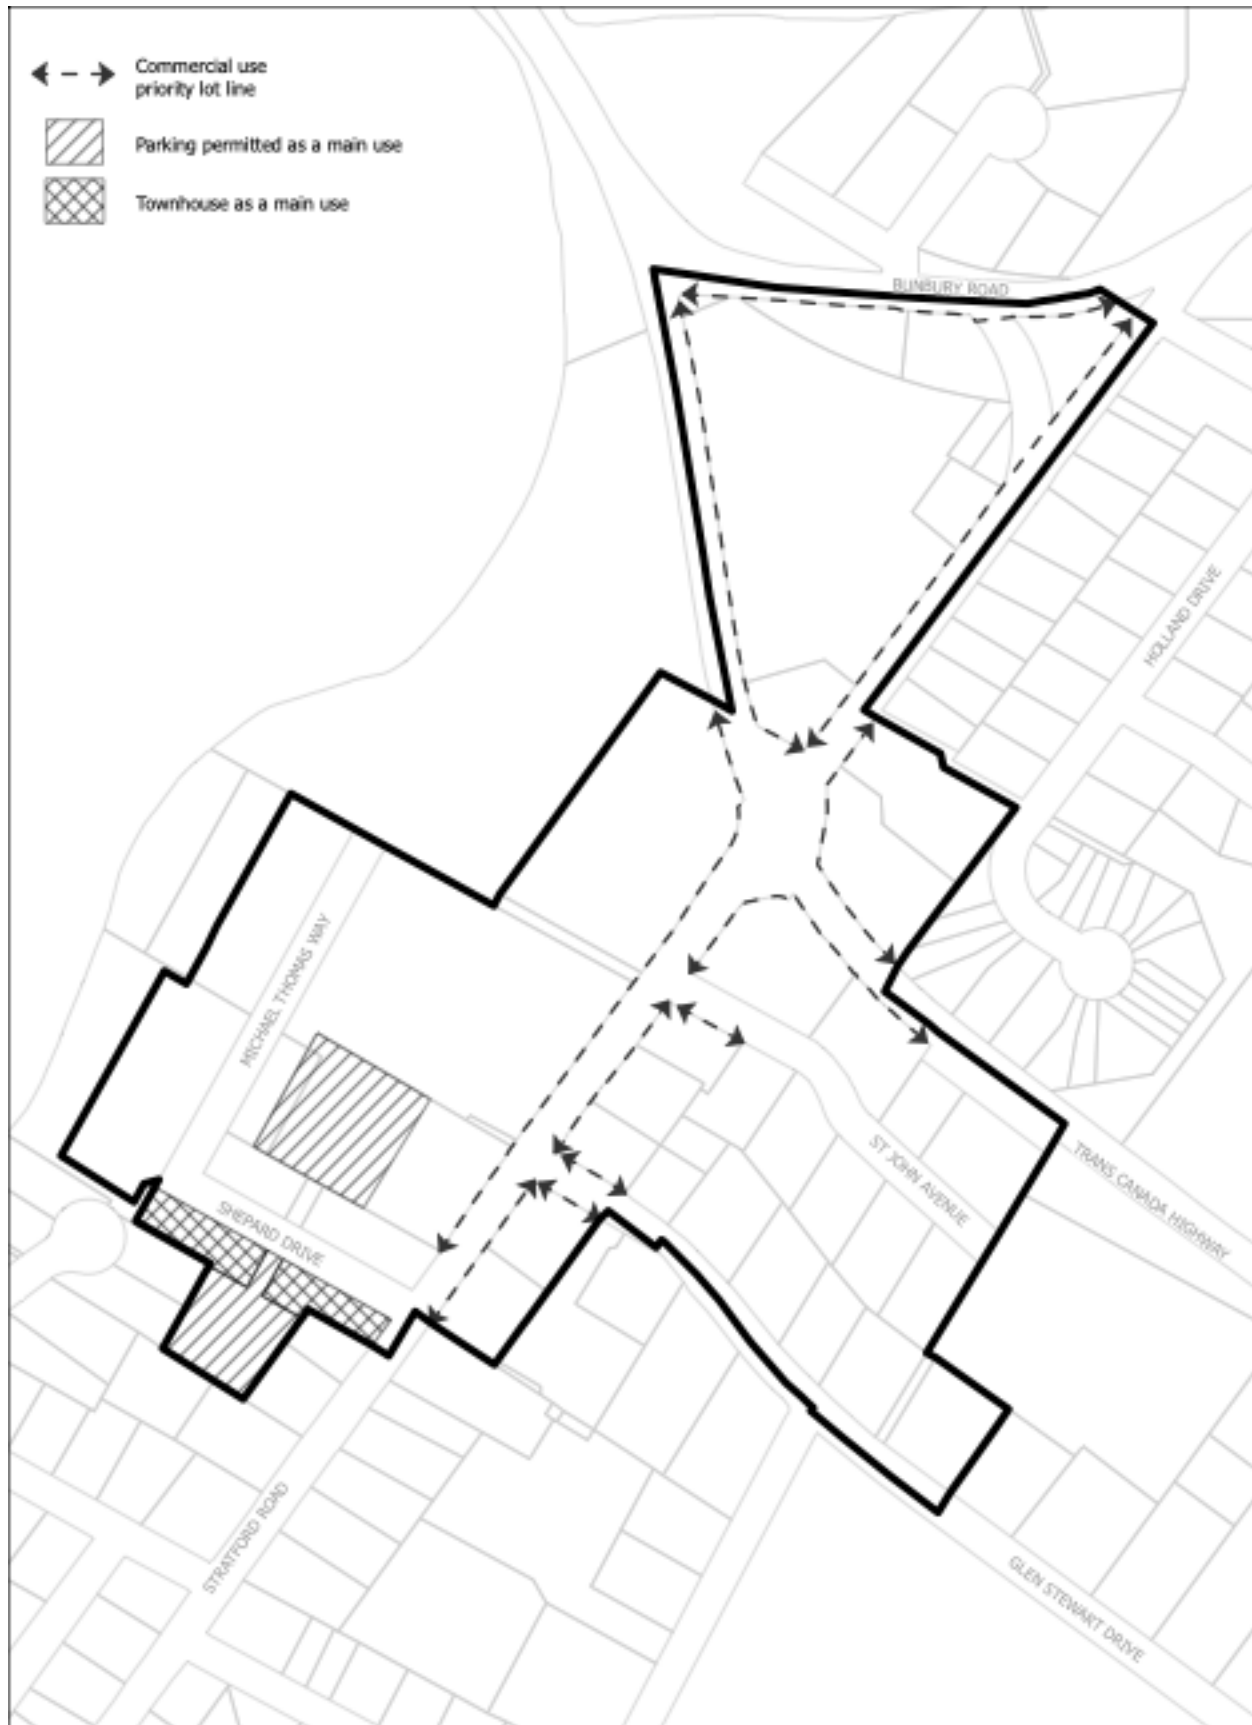 Commercial use
priority lot line
Parking permitted as a main use
Townhouse as a main use
BUNBURY ROAD
HOLLAND DRIVE
MICHAEL THOMAS WAY
ST JOHN AVENUE
TRANS CANADA HIGHWAY
SHEPARD DRIVE
STRATFORD ROAD
GLEN STEWART DRIVE